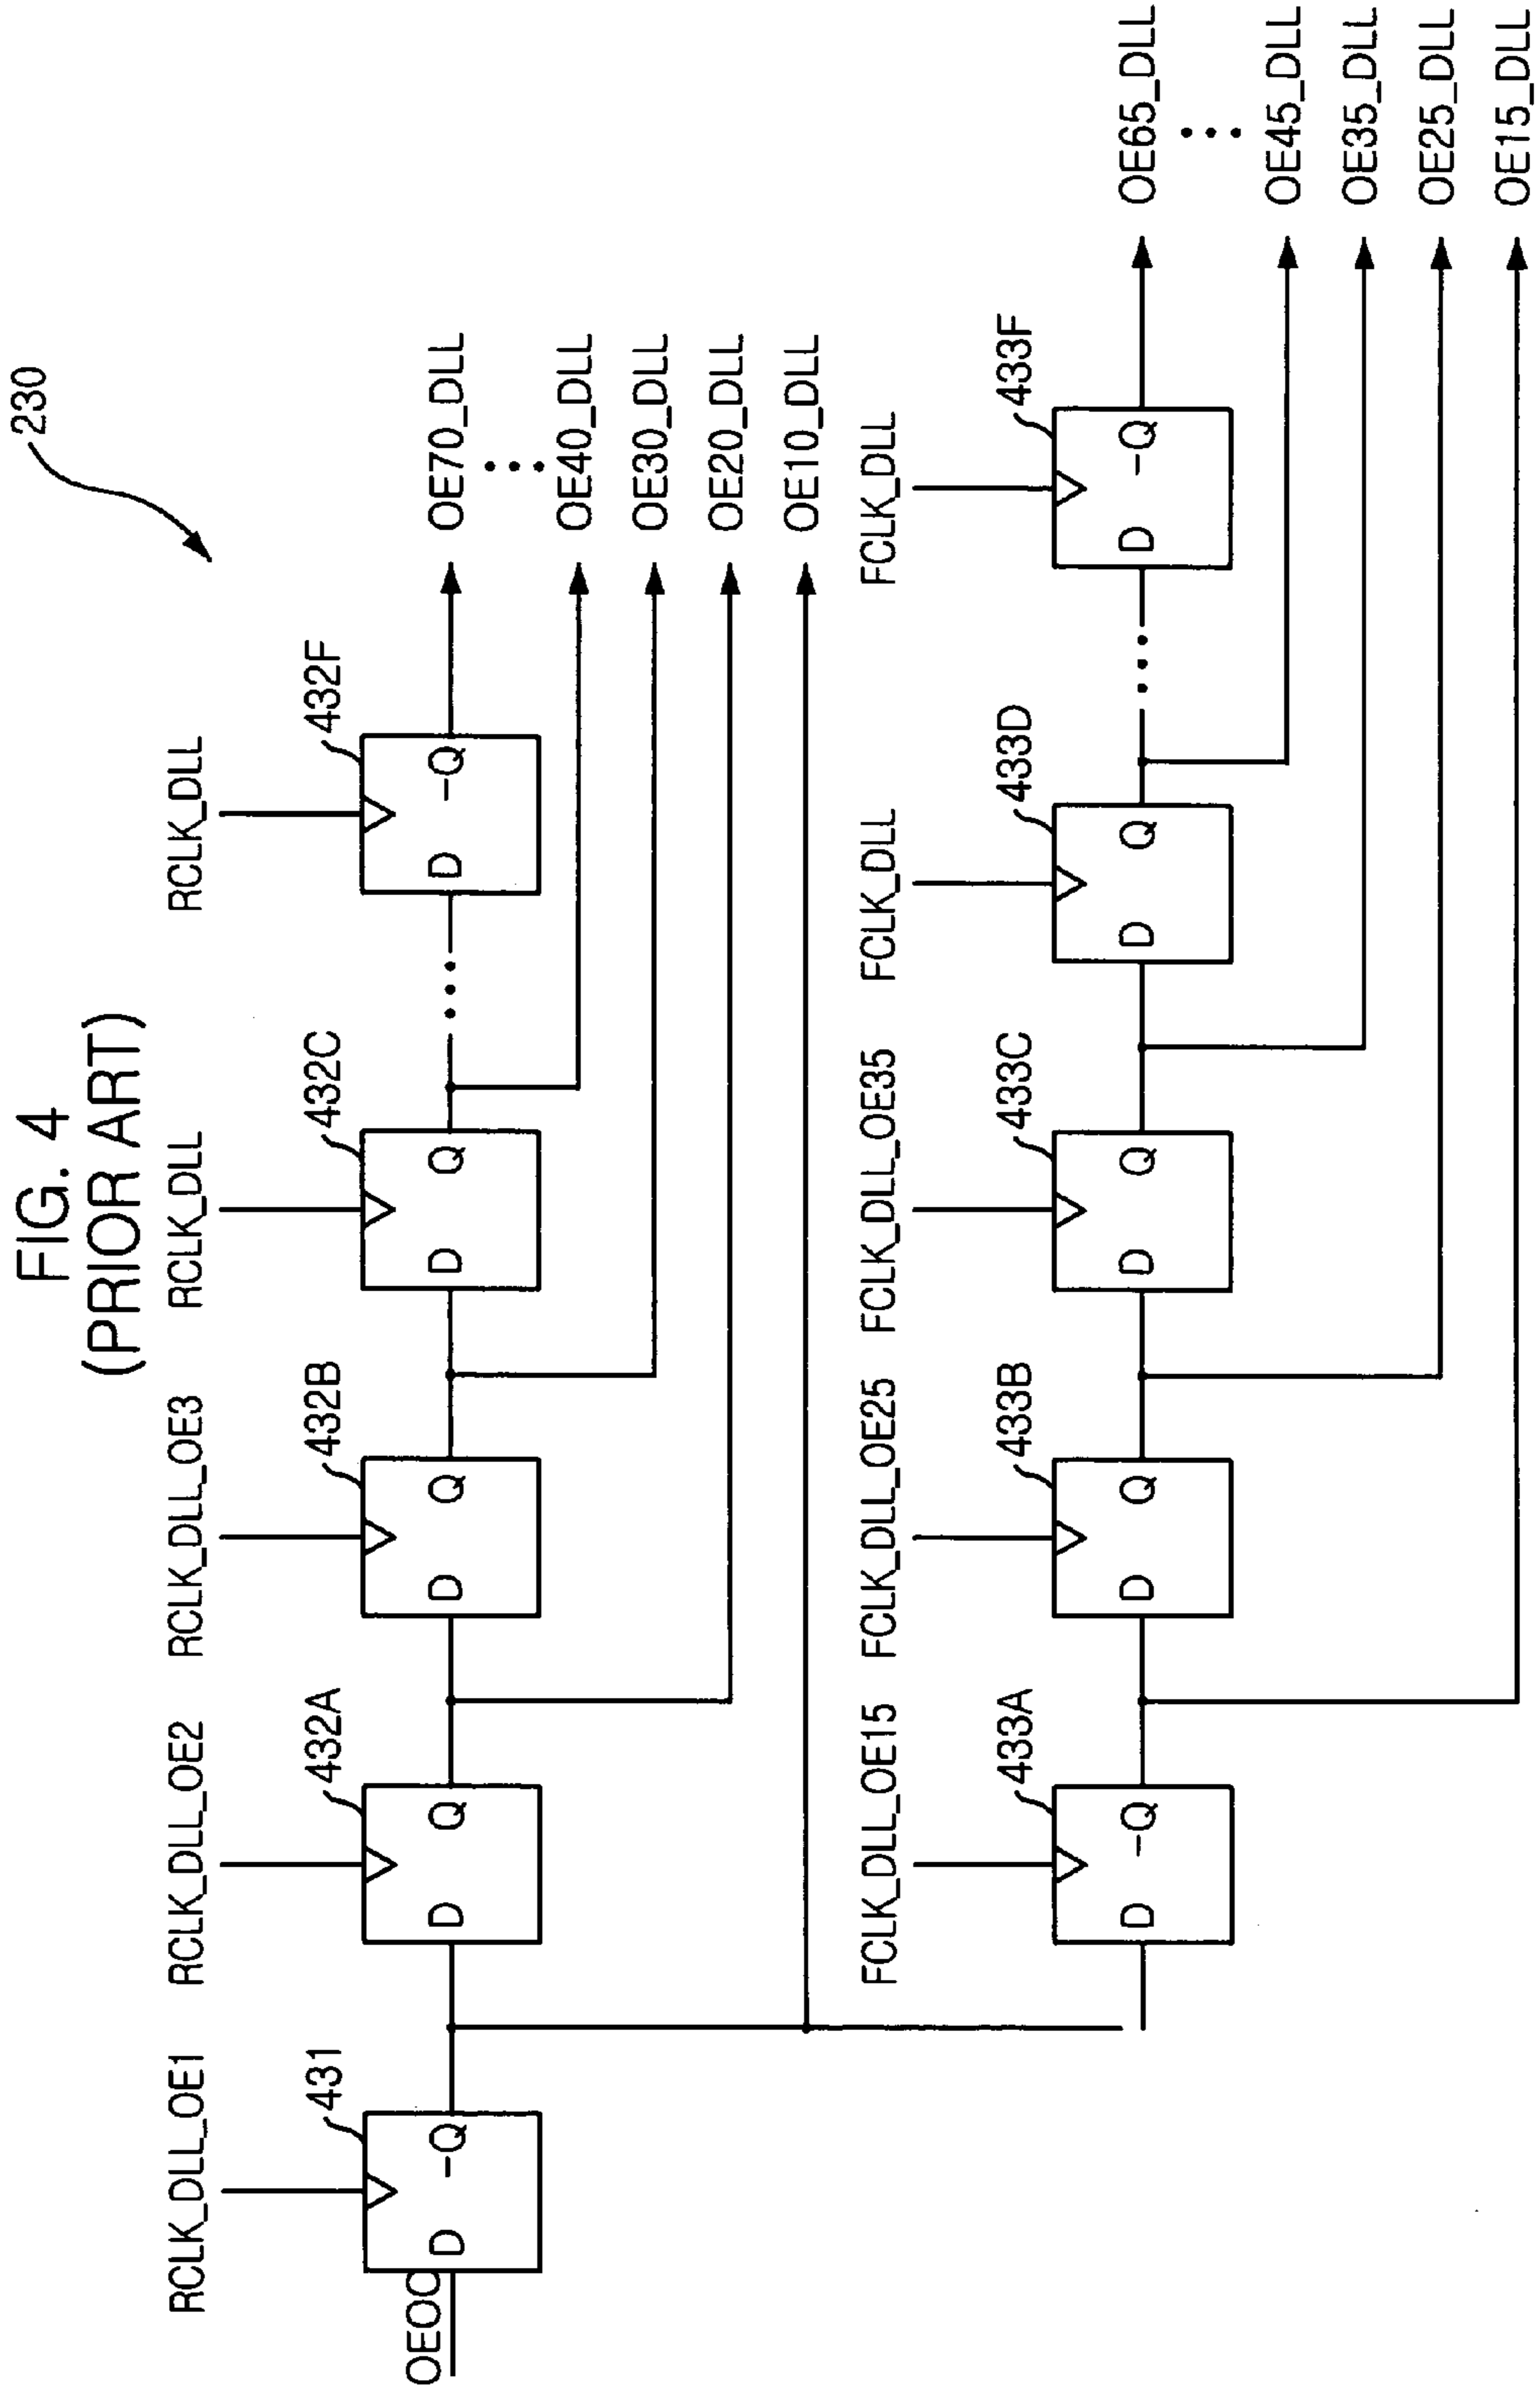 FIG. 4
(PRIOR ART)
230
RCLK_DLL_OE1
RCLK_DLL_OE2
RCLK_DLL_OE3
RCLK_DLL
RCLK_DLL
431
432A
432B
432C
432F
OE00
D -Q
D Q
D Q
D Q
D -Q
OE70_DLL
OE40_DLL
OE30_DLL
OE20_DLL
OE10_DLL
FCLK_DLL_OE15
FCLK_DLL_OE25
FCLK_DLL_OE35
FCLK_DLL
FCLK_DLL
433A
433B
433C
433D
433F
D -Q
D Q
D Q
D Q
D -Q
OE65_DLL
OE45_DLL
OE35_DLL
OE25_DLL
OE15_DLL